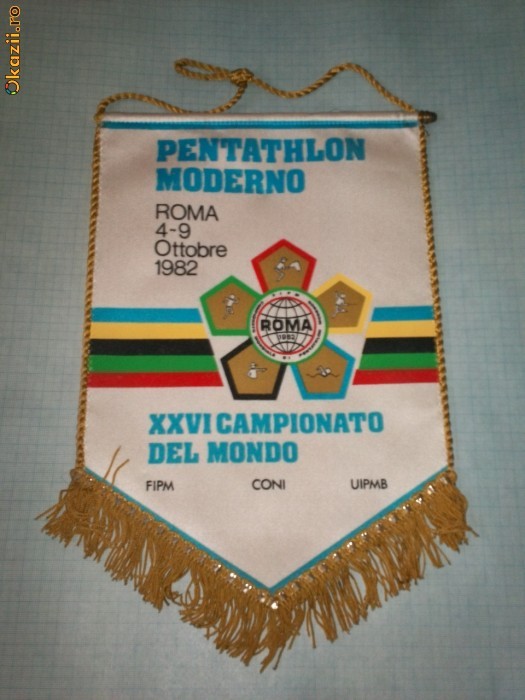 Okazii.ro
PENTATHLON
MODERNO
ROMA
4-9
Ottobre
1982
F.I.P.M.
ROMA
1982
XXVI CAMPIONATO
DEL MONDO
FIPM CONI UIPMB